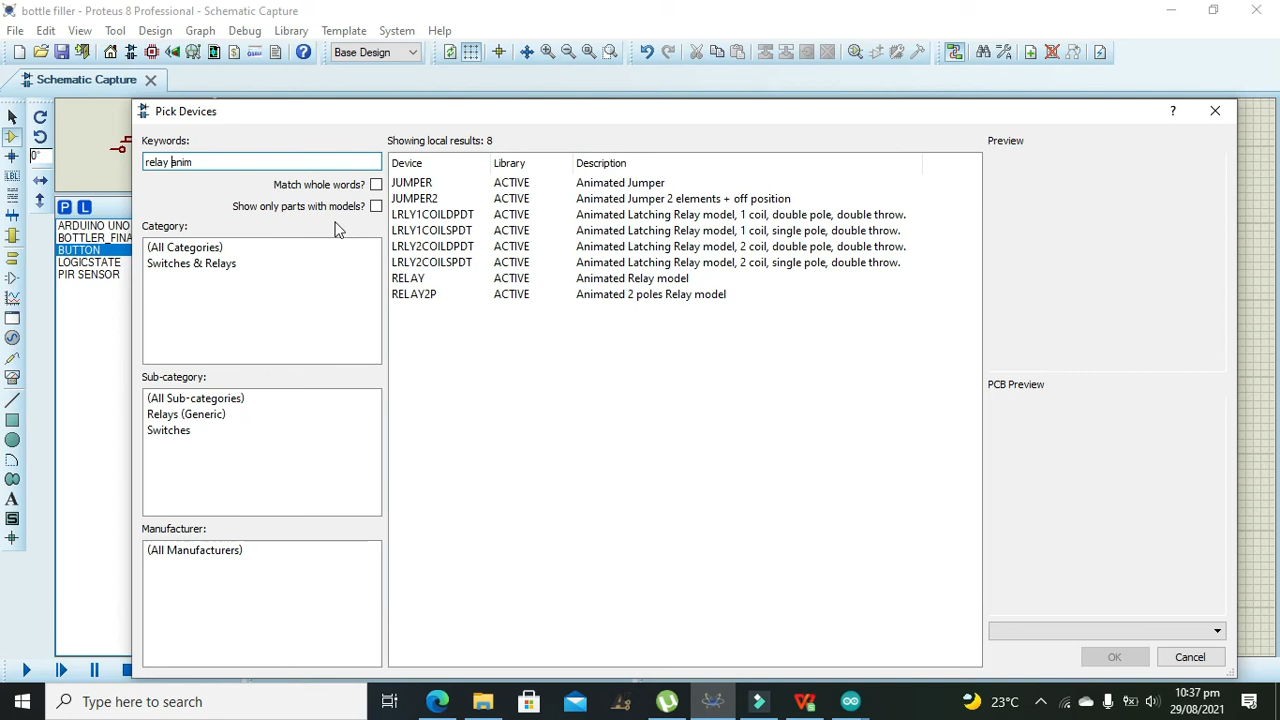 bottle filler - Proteus 8 Professional - Schematic Capture
File Edit View Tool Design Graph Debug Library Template System Help
Base Design
Schematic Capture
Pick Devices
?
Keywords:
relay anim
Match whole words?
Show only parts with models?
Category:
(All Categories)
Switches & Relays
Sub-category:
(All Sub-categories)
Relays (Generic)
Switches
Manufacturer:
(All Manufacturers)
Showing local results: 8
Device Library Description
JUMPER ACTIVE Animated Jumper
JUMPER2 ACTIVE Animated Jumper 2 elements + off position
LRLY1COILDPDT ACTIVE Animated Latching Relay model, 1 coil, double pole, double throw.
LRLY1COILSPDT ACTIVE Animated Latching Relay model, 1 coil, single pole, double throw.
LRLY2COILDPDT ACTIVE Animated Latching Relay model, 2 coil, double pole, double throw.
LRLY2COILSPDT ACTIVE Animated Latching Relay model, 2 coil, single pole, double throw.
RELAY ACTIVE Animated Relay model
RELAY2P ACTIVE Animated 2 poles Relay model
Preview
PCB Preview
OK Cancel
0°
LBL
P L
ARDUINO UNO
BOTTLER_FINA
BUTTON
LOGICSTATE
PIR SENSOR
A
S
Type here to search
23°C
10:37 pm
29/08/2021